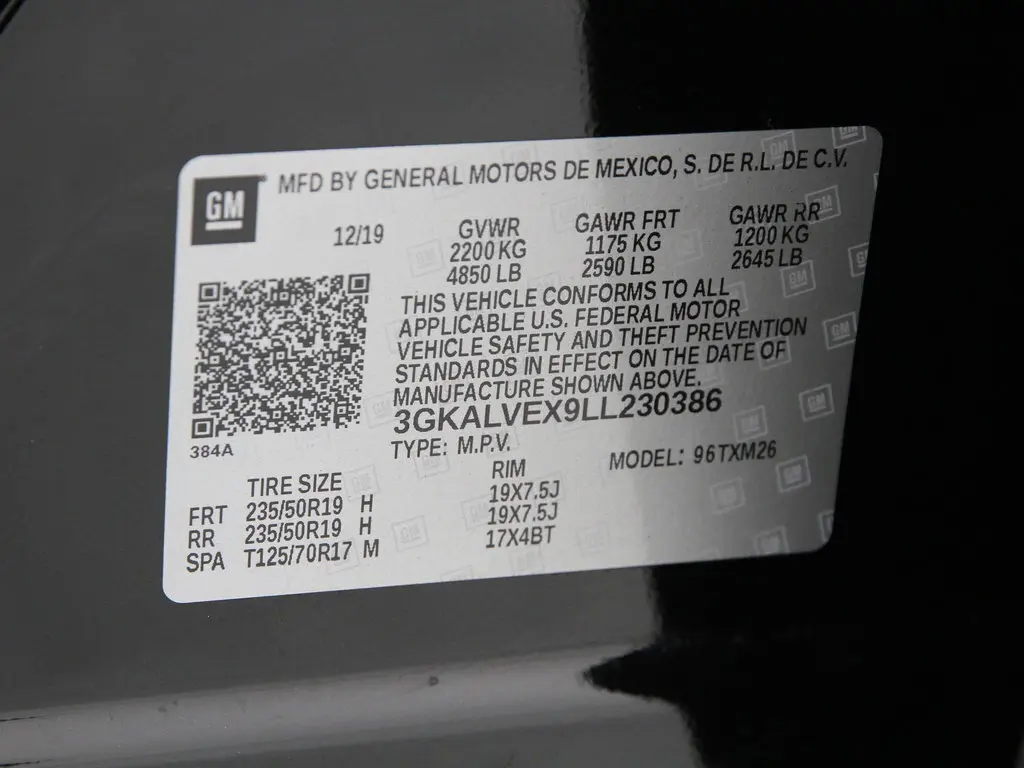 GM
MFD BY GENERAL MOTORS DE MEXICO, S. DE R.L. DE C.V.
12/19 GVWR GAWR FRT GAWR RR
2200 KG 1175 KG 1200 KG
4850 LB 2590 LB 2645 LB
THIS VEHICLE CONFORMS TO ALL
APPLICABLE U.S. FEDERAL MOTOR
VEHICLE SAFETY AND THEFT PREVENTION
STANDARDS IN EFFECT ON THE DATE OF
MANUFACTURE SHOWN ABOVE.
3GKALVEX9LL230386
384A
TYPE: M.P.V. MODEL: 96TXM26
TIRE SIZE RIM
FRT 235/50R19 H 19X7.5J
RR 235/50R19 H 19X7.5J
SPA T125/70R17 M 17X4BT